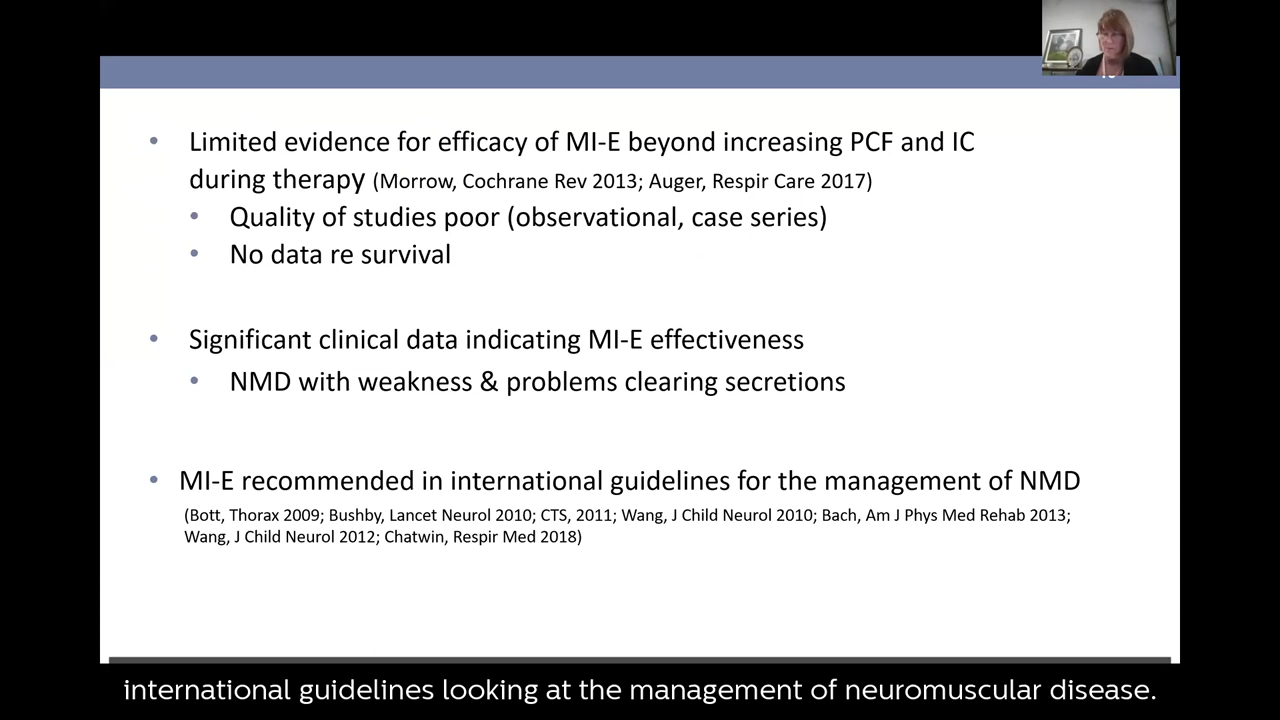 • Limited evidence for efficacy of MI-E beyond increasing PCF and IC
during therapy (Morrow, Cochrane Rev 2013; Auger, Respir Care 2017)
• Quality of studies poor (observational, case series)
• No data re survival
• Significant clinical data indicating MI-E effectiveness
• NMD with weakness & problems clearing secretions
• MI-E recommended in international guidelines for the management of NMD
(Bott, Thorax 2009; Bushby, Lancet Neurol 2010; CTS, 2011; Wang, J Child Neurol 2010; Bach, Am J Phys Med Rehab 2013;
Wang, J Child Neurol 2012; Chatwin, Respir Med 2018)
international guidelines looking at the management of neuromuscular disease.